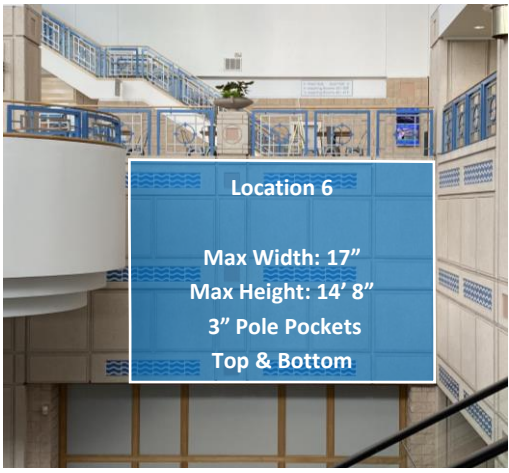 Location 6
Max Width: 17”
Max Height: 14’ 8”
3” Pole Pockets
Top & Bottom